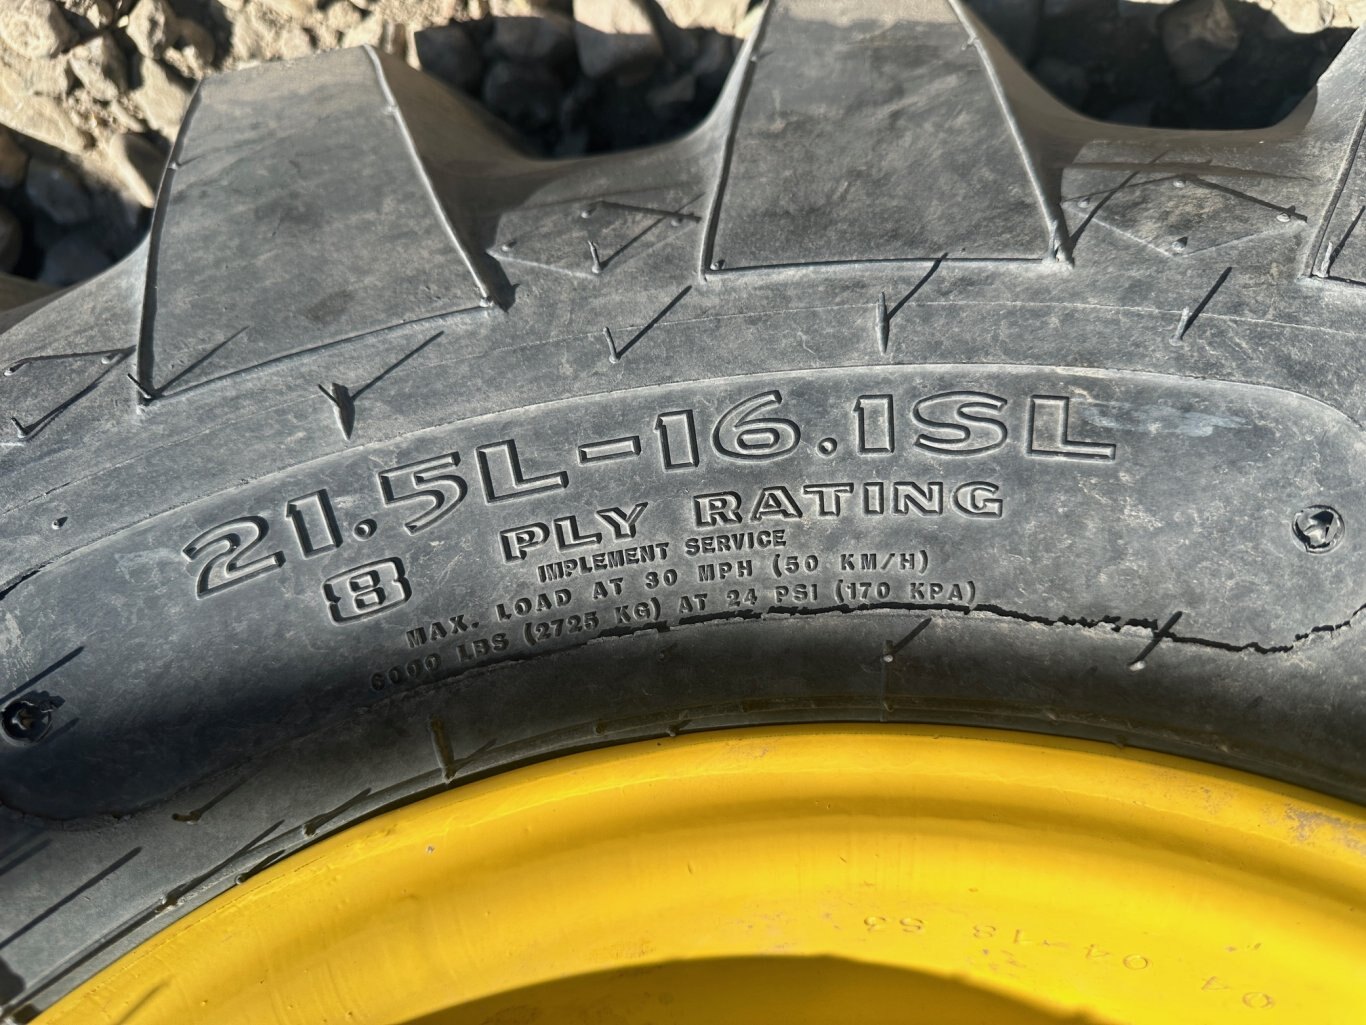 21.5L-16.1SL
8 PLY RATING
IMPLEMENT SERVICE
MAX. LOAD AT 30 MPH (50 KM/H)
6000 LBS (2725 KG) AT 24 PSI (170 KPA)